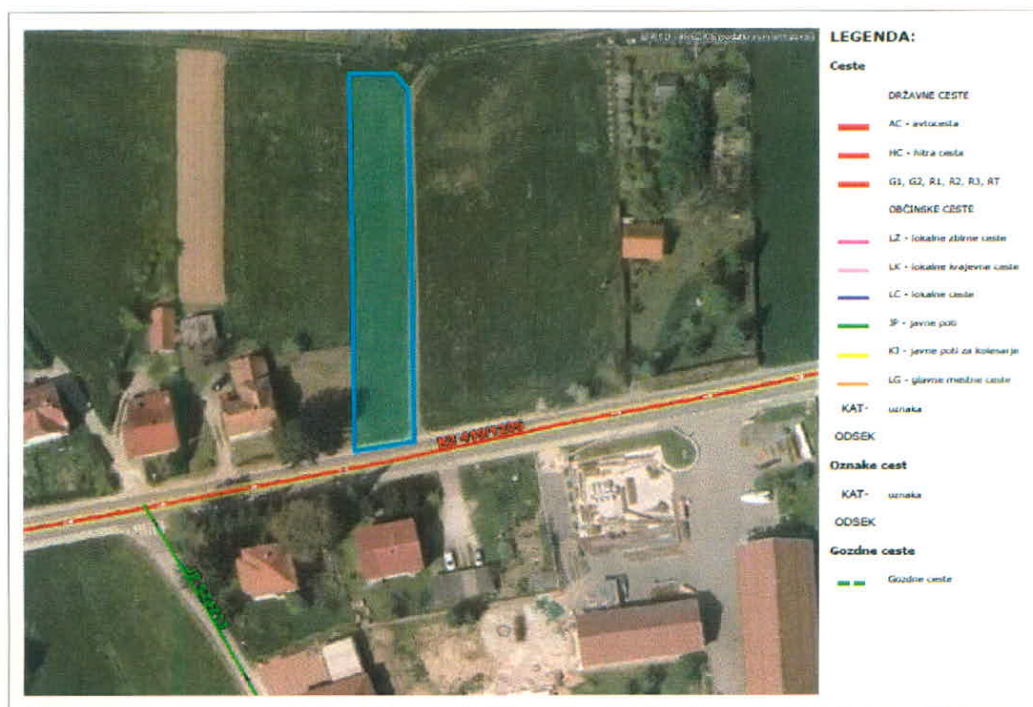 LEGENDA:
Ceste
DRŽAVNE CESTE
AC - avtocesta
HC - hitra cesta
G1, G2, R1, R2, R3, RT
OBČINSKE CESTE
LZ - lokalne zbirne ceste
LK - lokalne krajevne ceste
LC - lokalne ceste
JP - javne poti
KJ - javne poti za kolesarje
LG - glavne mestne ceste
KAT- oznaka
ODSEK
Oznake cest
KAT- oznaka
ODSEK
Gozdne ceste
Gozdne ceste